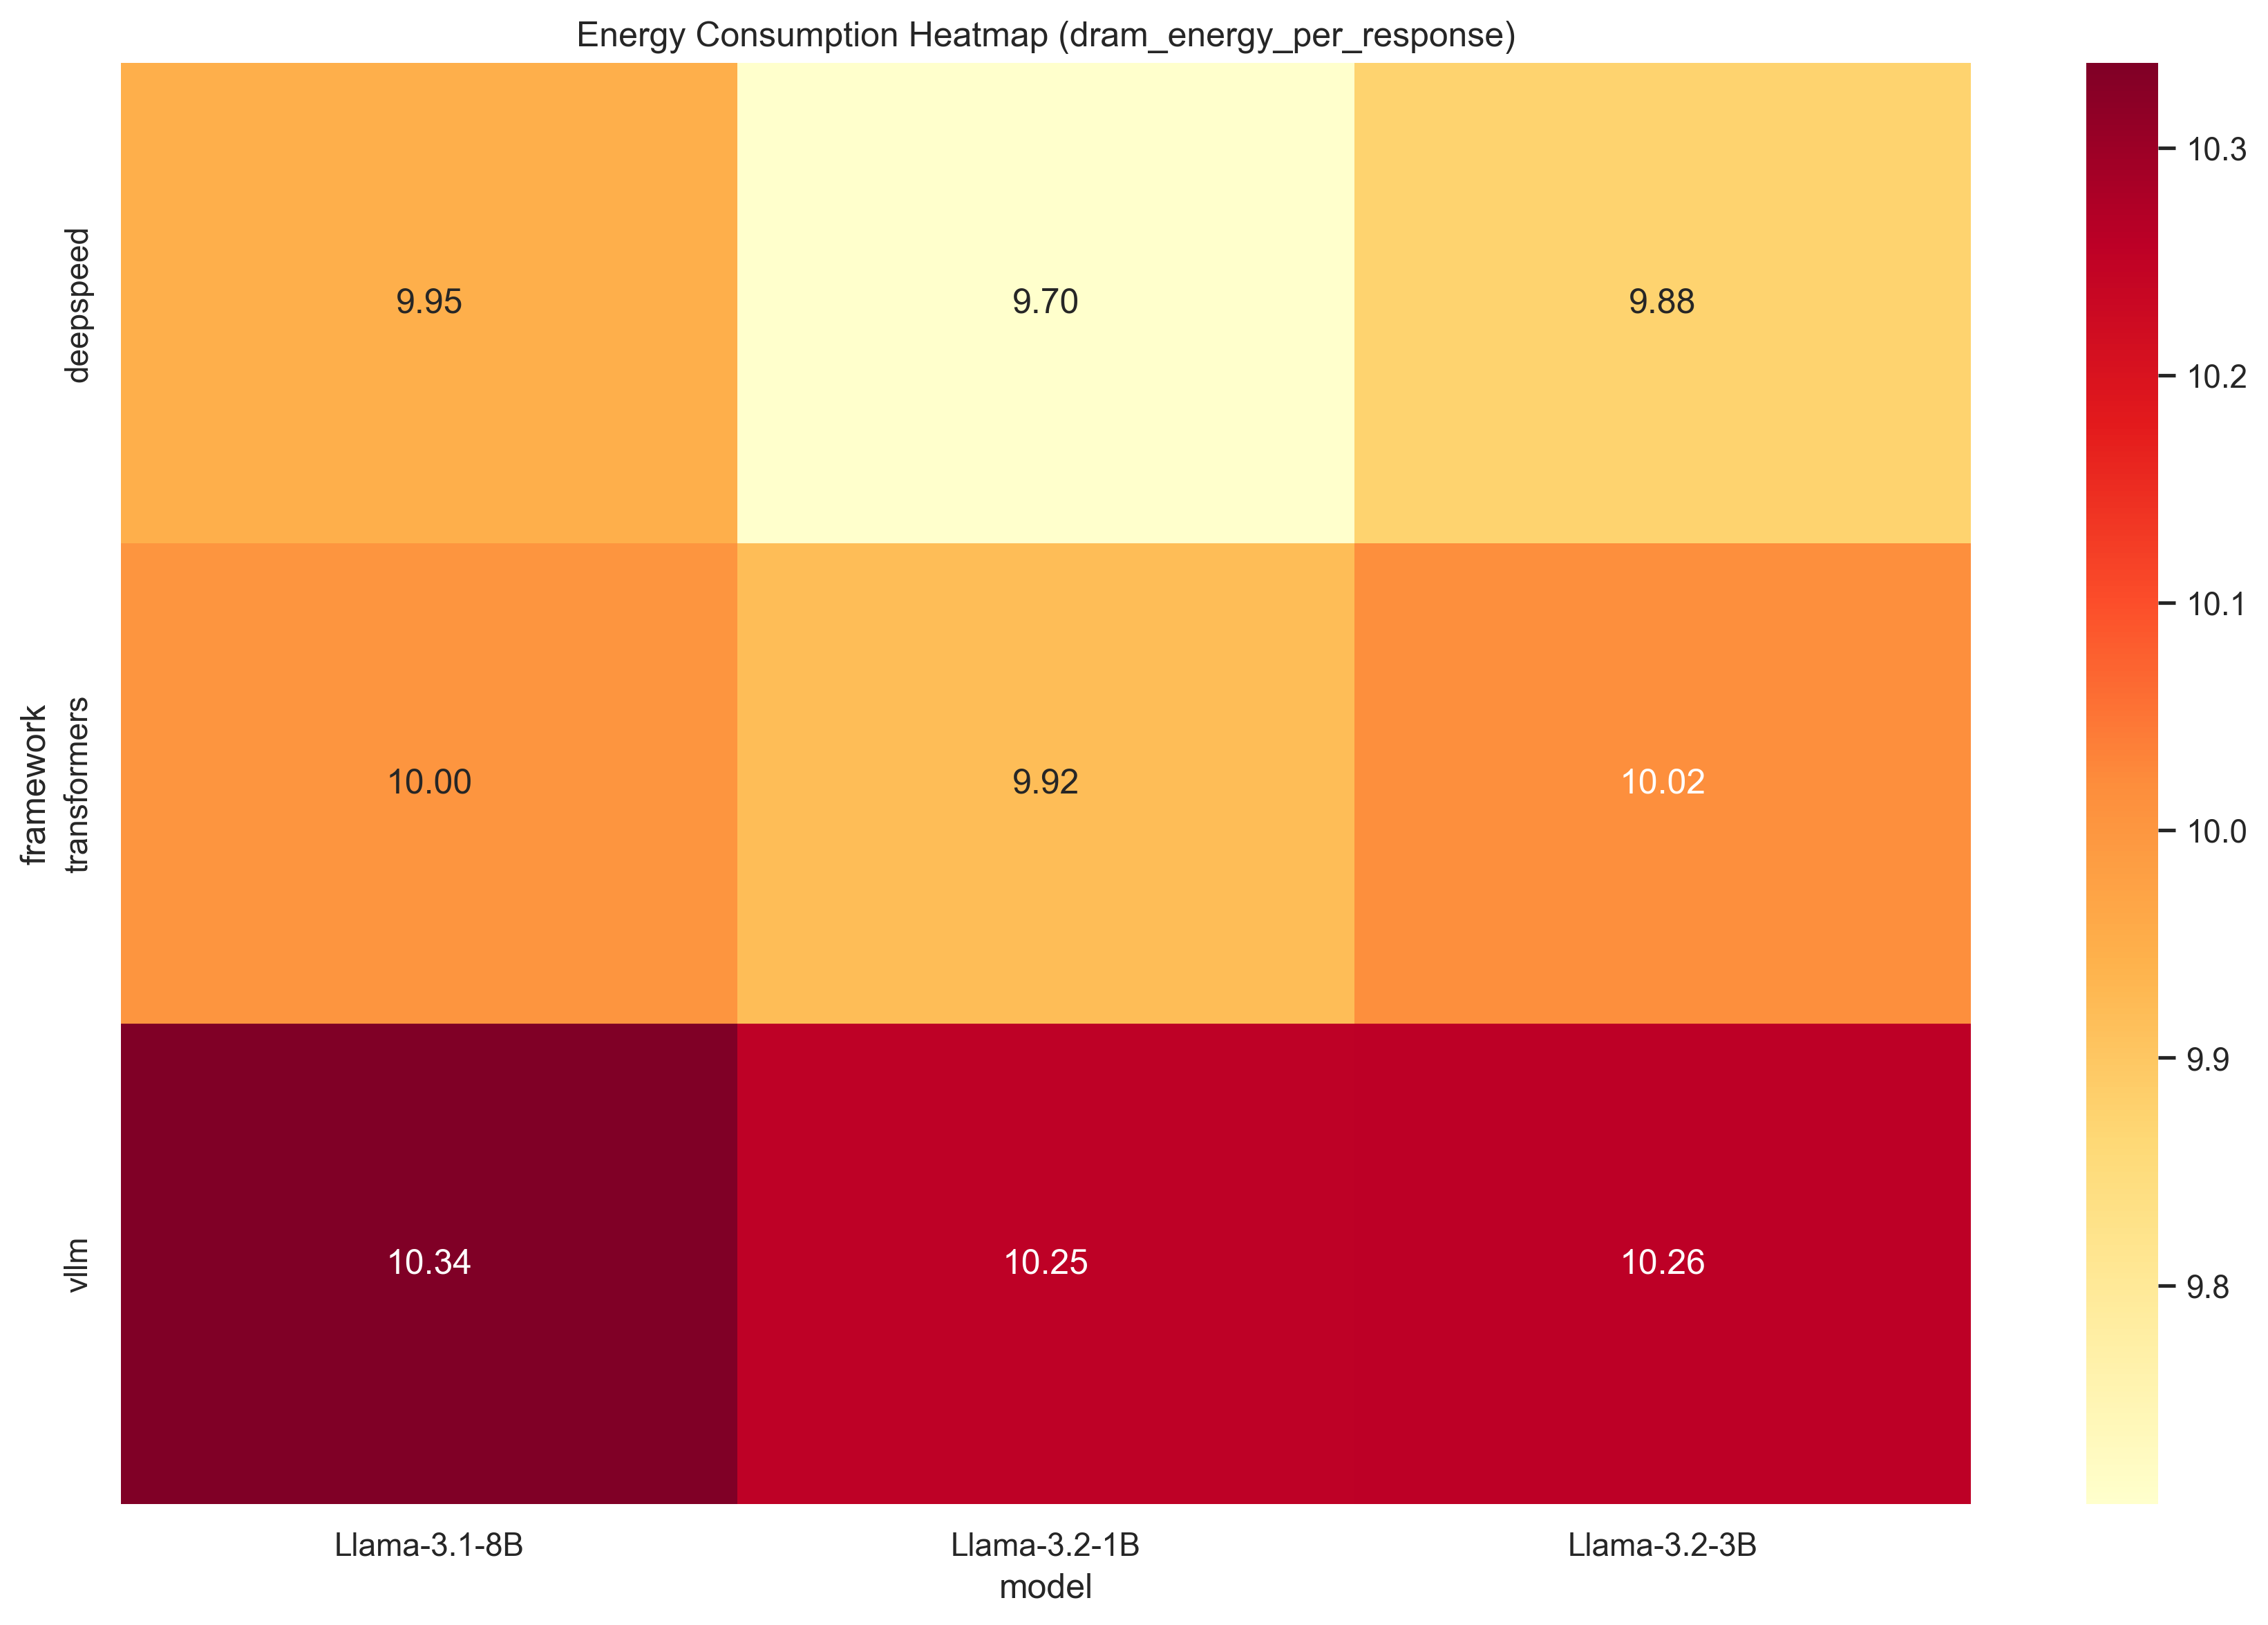 Energy Consumption Heatmap (dram_energy_per_response)
framework
deepspeed
9.95 9.70 9.88
transformers
10.00 9.92 10.02
vllm
10.34 10.25 10.26
Llama-3.1-8B Llama-3.2-1B Llama-3.2-3B
model
10.3
10.2
10.1
10.0
9.9
9.8